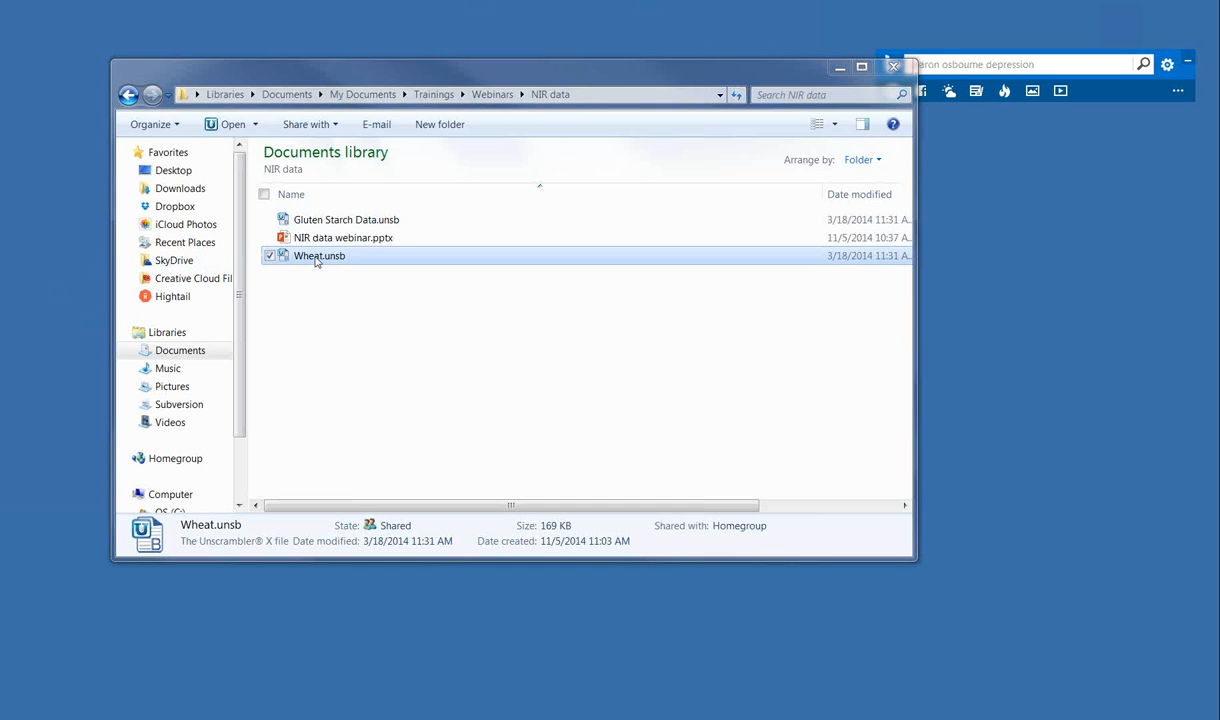 aron osbourne depression
Libraries Documents My Documents Trainings Webinars NIR data
Search NIR data
Organize Open Share with E-mail New folder
Favorites
Desktop
Downloads
Dropbox
iCloud Photos
Recent Places
SkyDrive
Creative Cloud Fil
Hightail
Libraries
Documents
Music
Pictures
Subversion
Videos
Homegroup
Computer
OS (C:)
Documents library
NIR data
Arrange by: Folder
Name Date modified
Gluten Starch Data.unsb 3/18/2014 11:31 A...
NIR data webinar.pptx 11/5/2014 10:37 A...
Wheat.unsb 3/18/2014 11:31 A...
Wheat.unsb State: Shared Size: 169 KB Shared with: Homegroup
The Unscrambler® X file Date modified: 3/18/2014 11:31 AM Date created: 11/5/2014 11:03 AM